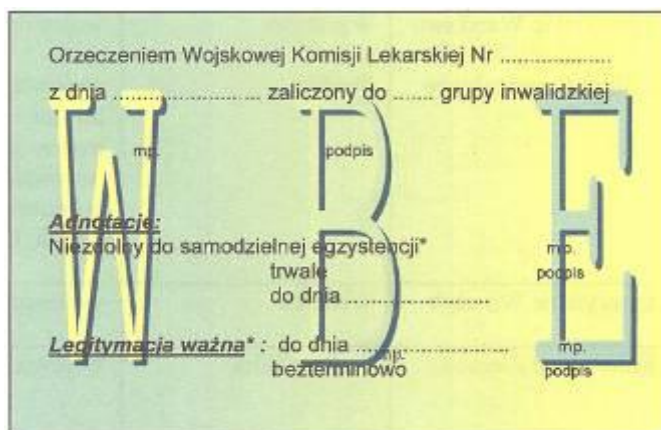 Orzeczeniem Wojskowej Komisji Lekarskiej Nr ..................
z dnia ........................ zaliczony do ....... grupy inwalidzkiej
mp. podpis
W B E
Adnotacje:
Niezdolny do samodzielnej egzystencji* mp.
trwale podpis
do dnia ......................
Legitymacja ważna* : do dnia ....................... mp. mp.
bezterminowo podpis